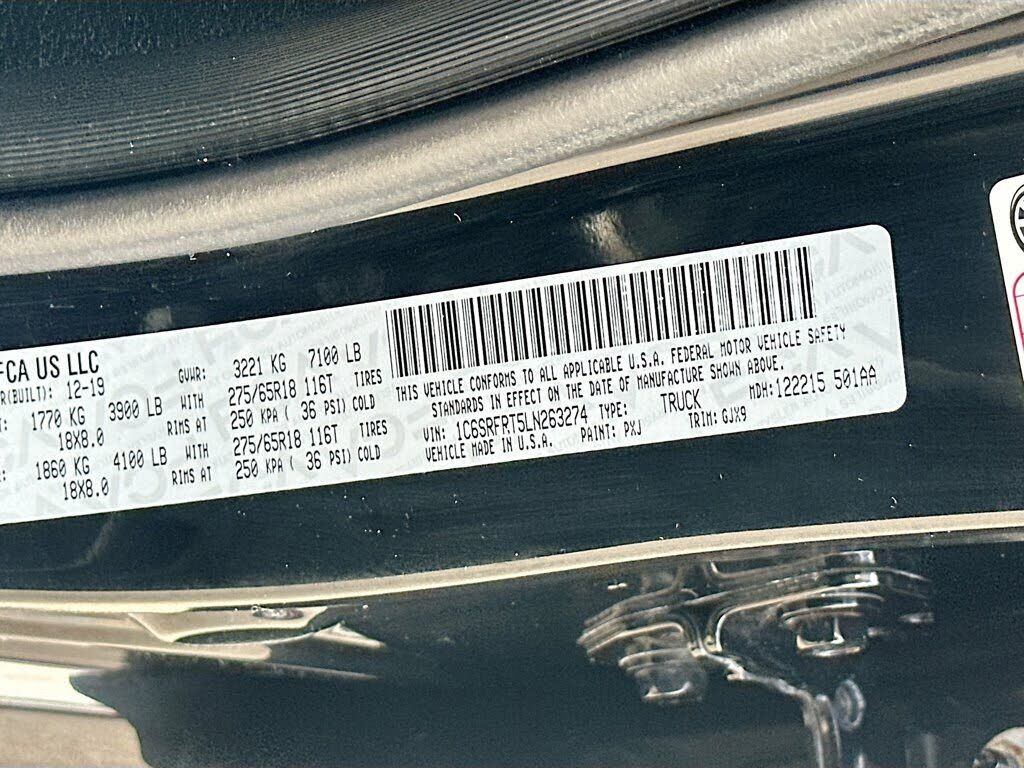 FCA US LLC
R(BUILT): 12-19 GVWR: 3221 KG 7100 LB
T: 1770 KG 3900 LB WITH 275/65R18 116T TIRES
18X8.0 RIMS AT 250 KPA ( 36 PSI) COLD
: 1860 KG 4100 LB WITH 275/65R18 116T TIRES
18X8.0 RIMS AT 250 KPA ( 36 PSI) COLD
THIS VEHICLE CONFORMS TO ALL APPLICABLE U.S.A. FEDERAL MOTOR VEHICLE SAFETY
STANDARDS IN EFFECT ON THE DATE OF MANUFACTURE SHOWN ABOVE.
VIN: 1C6SRFRT5LN263274 TYPE: TRUCK MDH: 122215 501AA
VEHICLE MADE IN U.S.A. PAINT: PXJ TRIM: GJX9